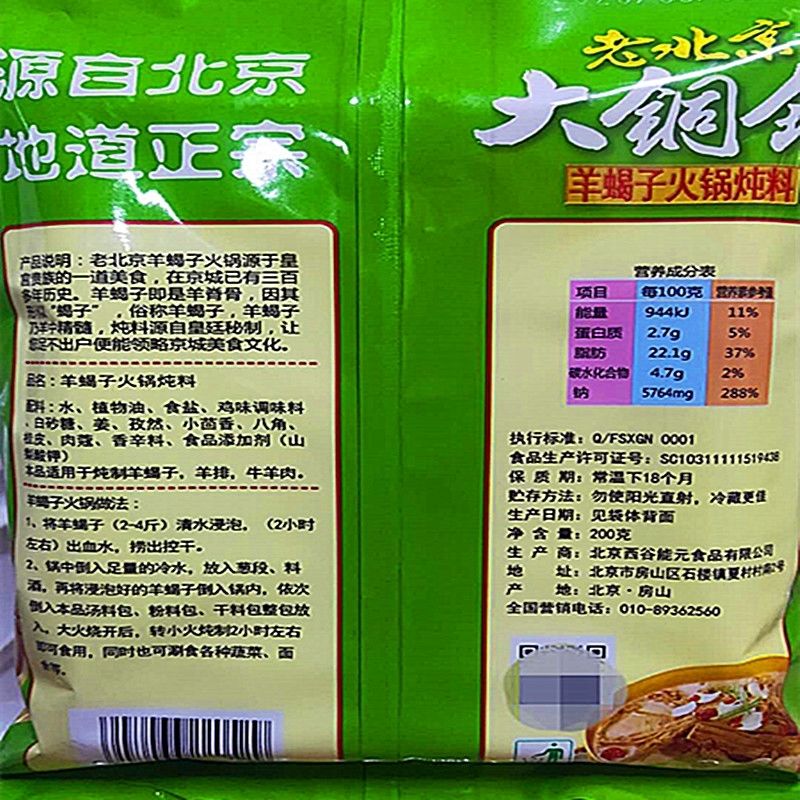 源自北京
地道正宗
产品说明：老北京羊蝎子火锅源于皇
宫贵族的一道美食，在京城已有三百
多年历史。羊蝎子即是羊脊骨，因其
形似“蝎子”，俗称羊蝎子，羊蝎子
乃羊中精髓，炖料源自皇廷秘制，让
您足不出户便能领略京城美食文化。
品名：羊蝎子火锅炖料
配料：水、植物油、食盐、鸡味调味料
、白砂糖、姜、孜然、小茴香、八角、
桂皮、肉蔻、香辛料、食品添加剂（山
梨酸钾）
本品适用于炖制羊蝎子。羊排，牛羊肉。
羊蝎子火锅做法：
1、将羊蝎子（2-4斤）清水浸泡，（2小时
左右）出血水，捞出控干。
2、锅中倒入足量的冷水，放入葱段、料
酒，再将浸泡好的羊蝎子倒入锅内，依次
倒入本品汤料包、粉料包、干料包整包放
入，大火烧开后，转小火炖制2小时左右
即可食用，同时也可涮食各种蔬菜、面
食等。
老北京
大铜
羊蝎子火锅炖料
营养成分表
项目 每100克 营养素参考值
能量 944kJ 11%
蛋白质 2.7g 5%
脂肪 22.1g 37%
碳水化合物 4.7g 2%
钠 5764mg 288%
执行标准：Q/FSXGN 0001
食品生产许可证号：SC10311111519438
保 质 期：常温下18个月
贮存方法：勿使阳光直射，冷藏更佳
生产日期：见袋体背面
净 含 量：200克
生 产 商：北京西谷能元食品有限公司
地 址：北京市房山区石楼镇夏村村南2号
产 地：北京·房山
全国营销电话：010-89362560